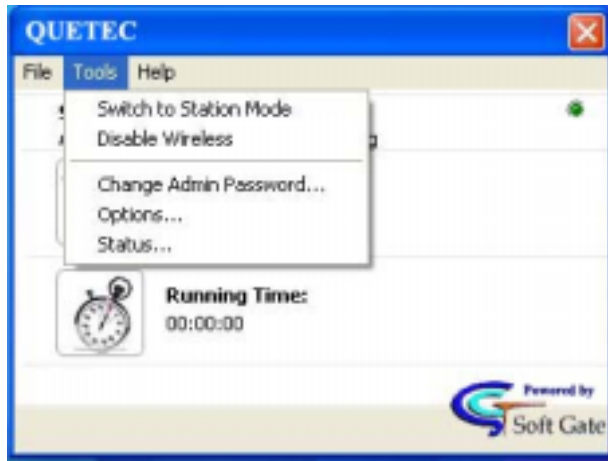 QUETEC
File Tools Help
Switch to Station Mode
Disable Wireless
Change Admin Password...
Options...
Status...
Running Time:
00:00:00
Powered by
Soft Gate